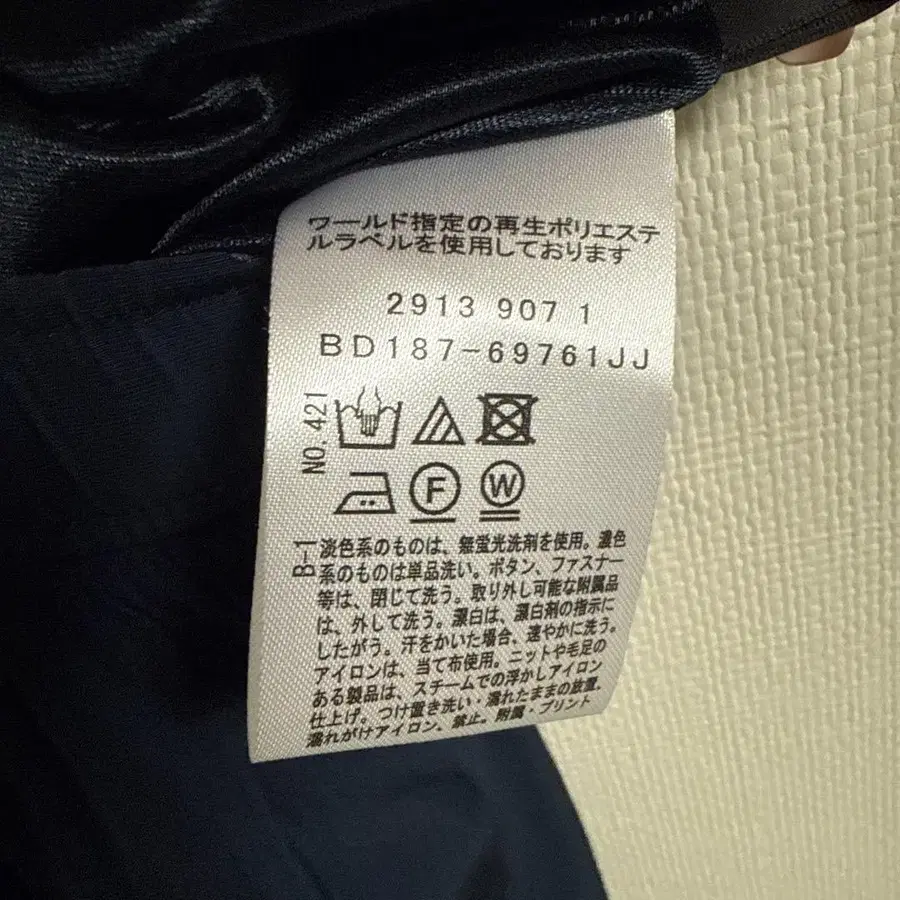 ワールド指定の再生ポリエステ
ルラベルを使用しております
2913 907 1
BD187-69761JJ
NO.421
F
W
B-1
淡色系のものは、無蛍光洗剤を使用。濃色
系のものは単品洗い。ボタン、ファスナー
等は、閉じて洗う。取り外し可能な附属品
は、外して洗う。漂白は、漂白剤の指示に
したがう。汗をかいた場合、速やかに洗う。
アイロンは、当て布使用。ニットや毛足の
ある製品は、スチームでの浮かしアイロン
仕上げ。つけ置き洗い・濡れたままの放置、
濡れがけアイロン、禁止。附属・プリント